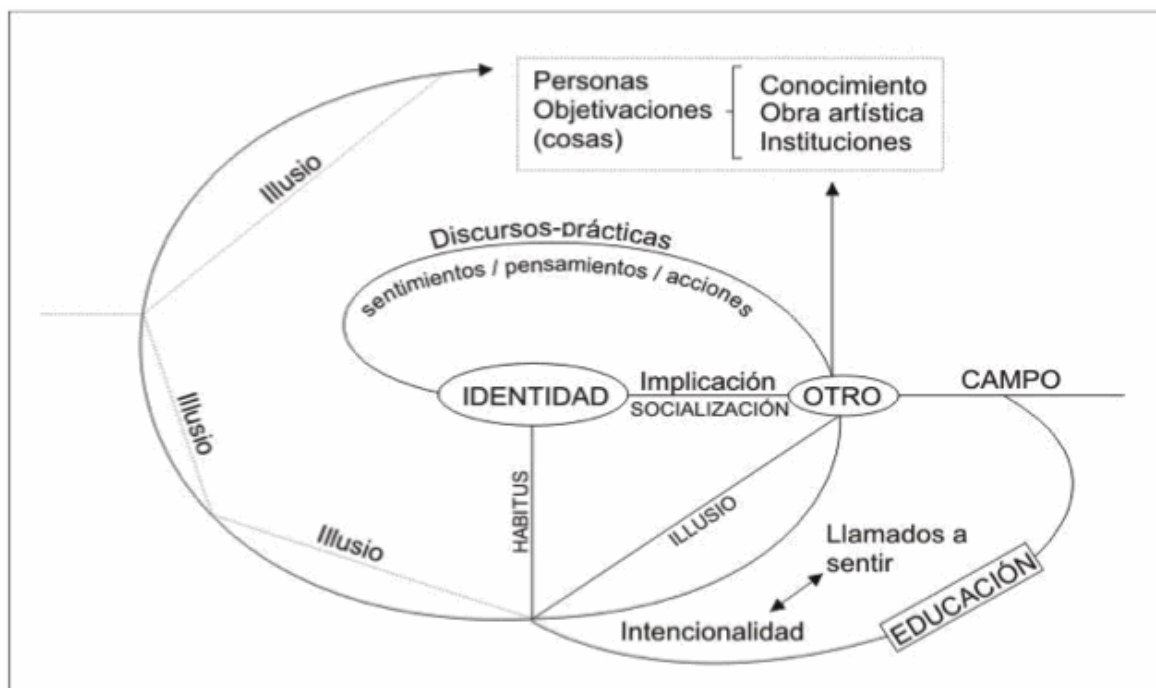 Personas
Objetivaciones
(cosas)
Conocimiento
Obra artística
Instituciones
Illusio
Discursos-prácticas
sentimientos / pensamientos / acciones
IDENTIDAD
Implicación
SOCIALIZACIÓN
OTRO
CAMPO
Illusio
HABITUS
ILLUSIO
Illusio
Llamados a
sentir
Intencionalidad
EDUCACIÓN